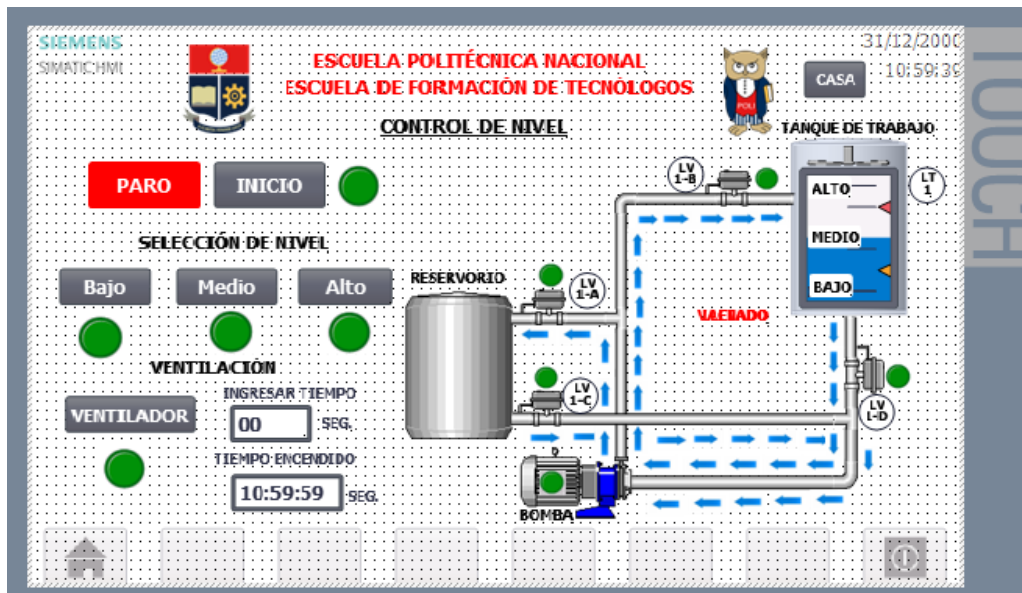 SIEMENS
SIMATIC HMI
ESCUELA POLITÉCNICA NACIONAL
ESCUELA DE FORMACIÓN DE TECNÓLOGOS
CONTROL DE NIVEL
31/12/2000
10:59:39
CASA
POLI
TOUCH
TANQUE DE TRABAJO
PARO
INICIO
LV
1-B
LT
1
ALTO
MEDIO
BAJO
SELECCIÓN DE NIVEL
Bajo
Medio
Alto
RESERVORIO
LV
1-A
VENTILACIÓN
VENTILADOR
INGRESAR TIEMPO
00
SEG.
TIEMPO ENCENDIDO
10:59:59
SEG.
LV
1-C
LV
1-D
BOMBA